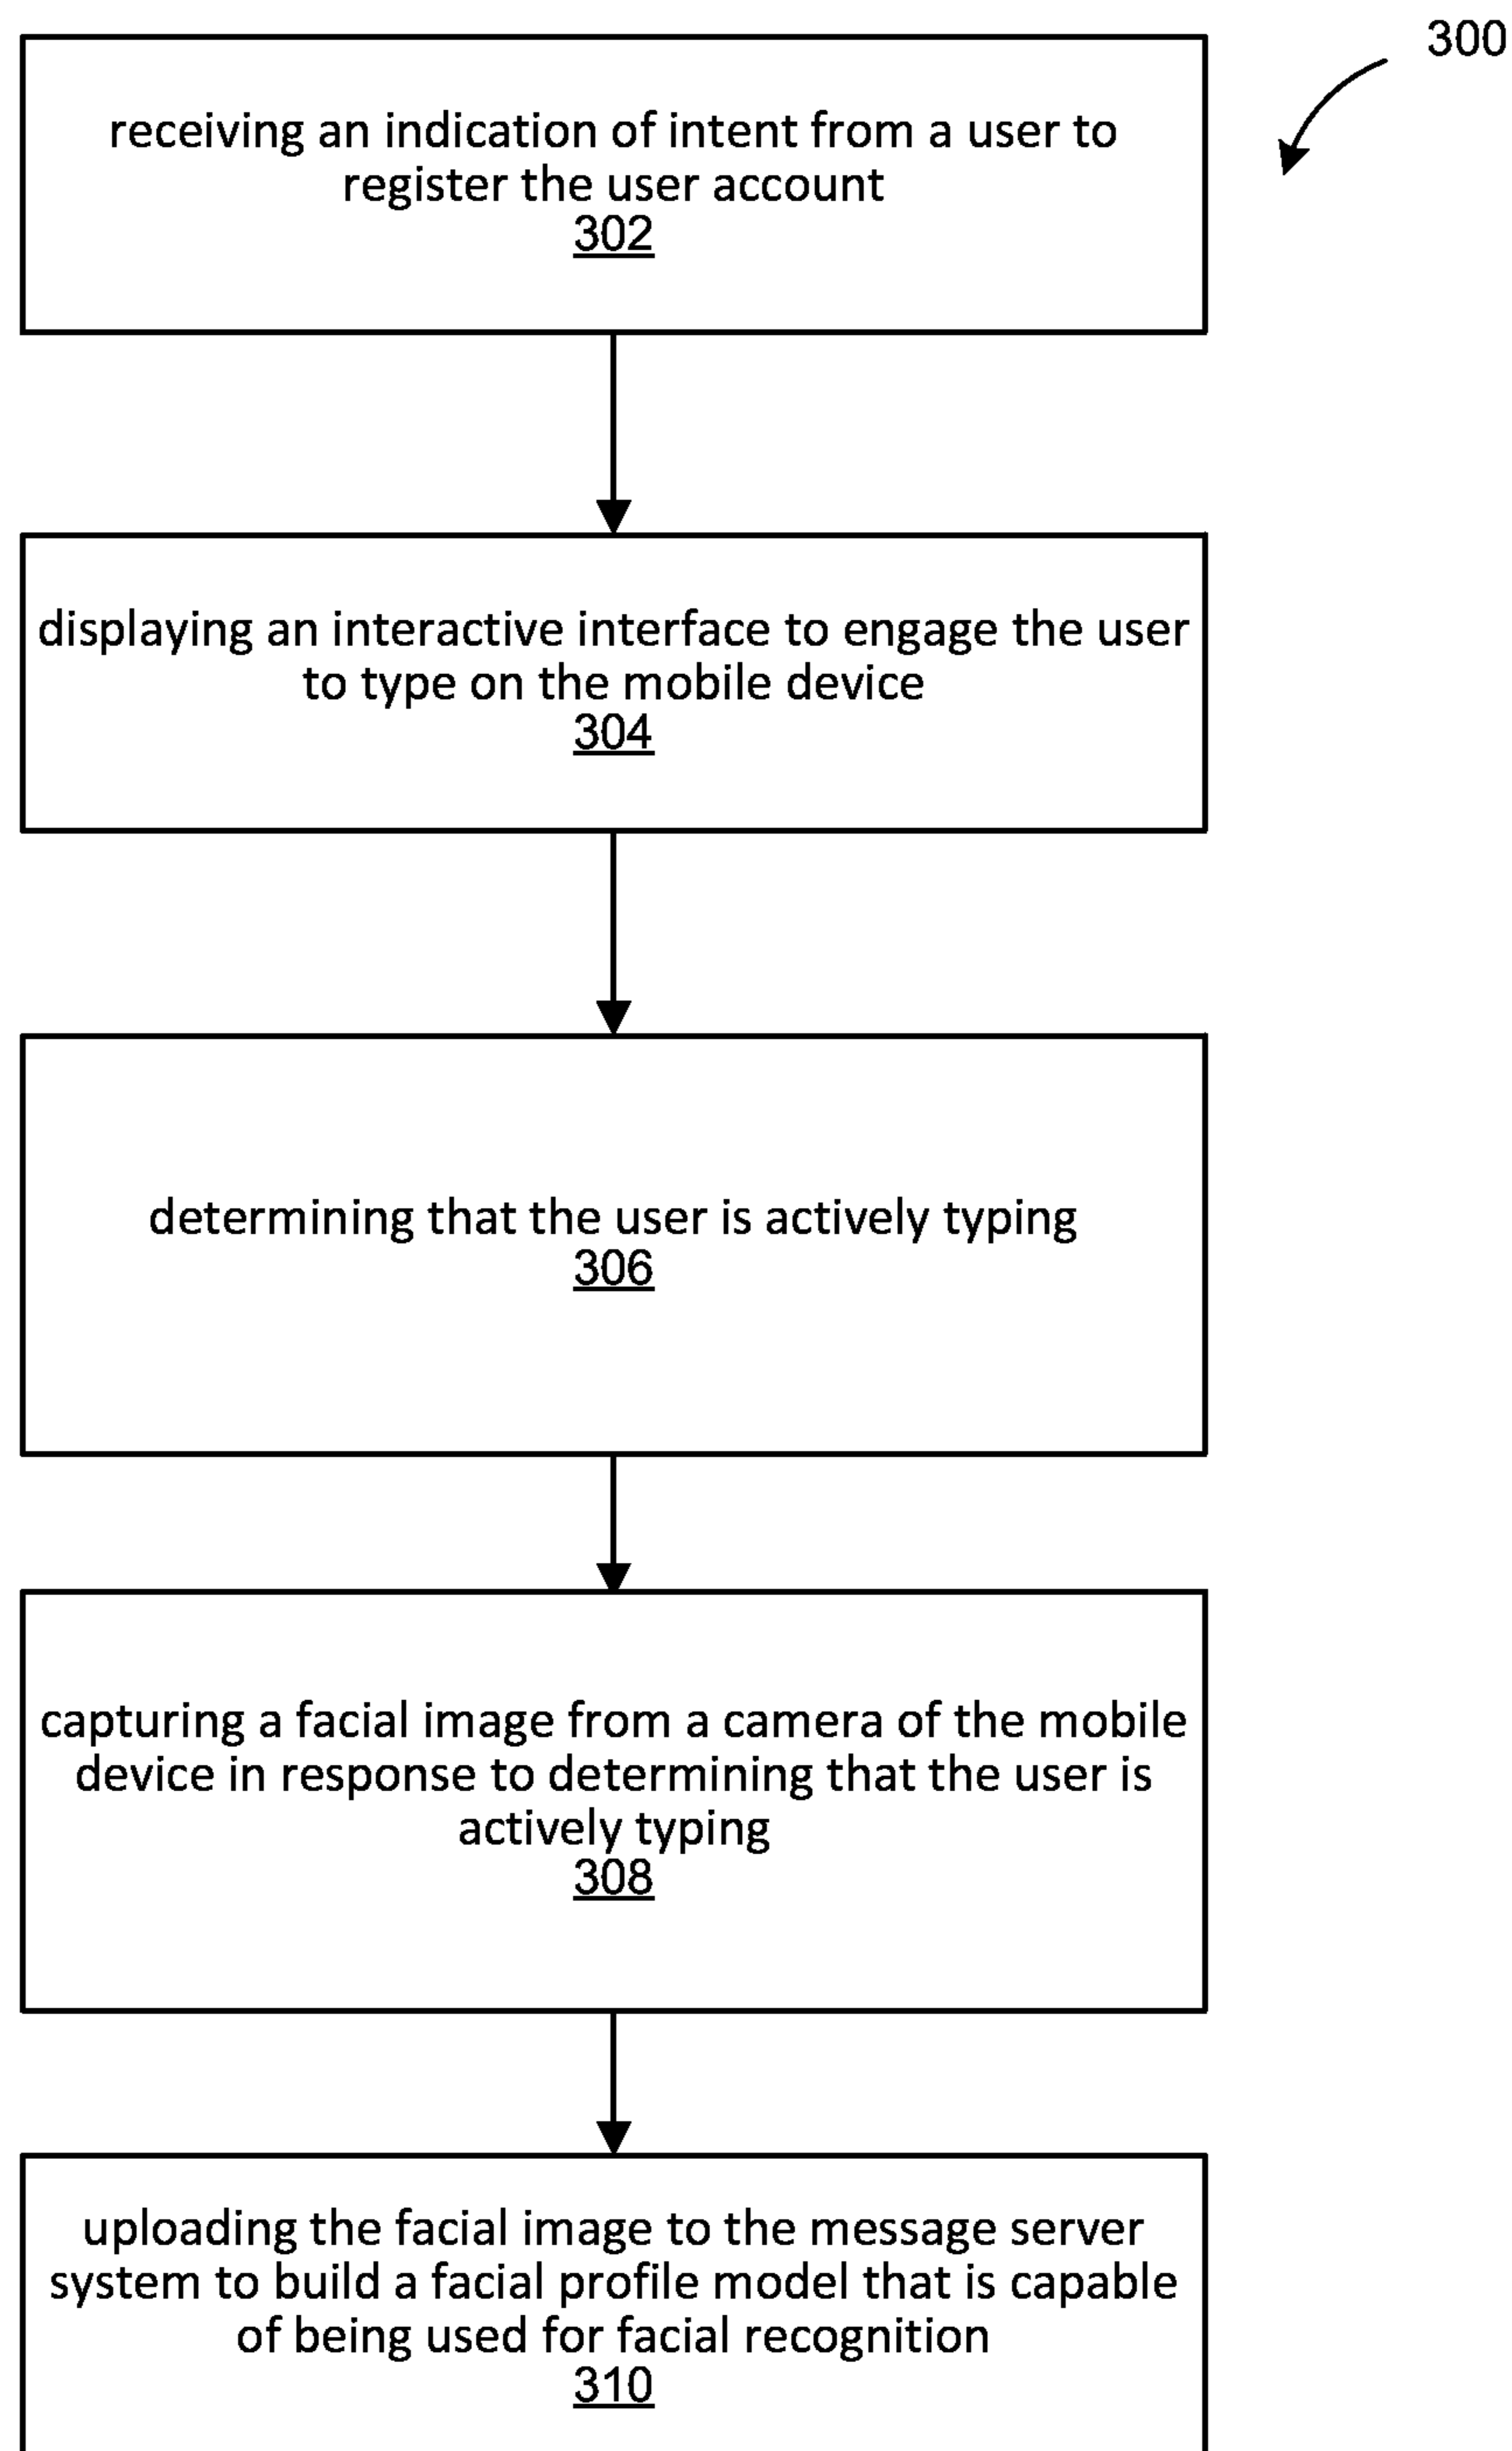 300
receiving an indication of intent from a user to
register the user account
302
displaying an interactive interface to engage the user
to type on the mobile device
304
determining that the user is actively typing
306
capturing a facial image from a camera of the mobile
device in response to determining that the user is
actively typing
308
uploading the facial image to the message server
system to build a facial profile model that is capable
of being used for facial recognition
310